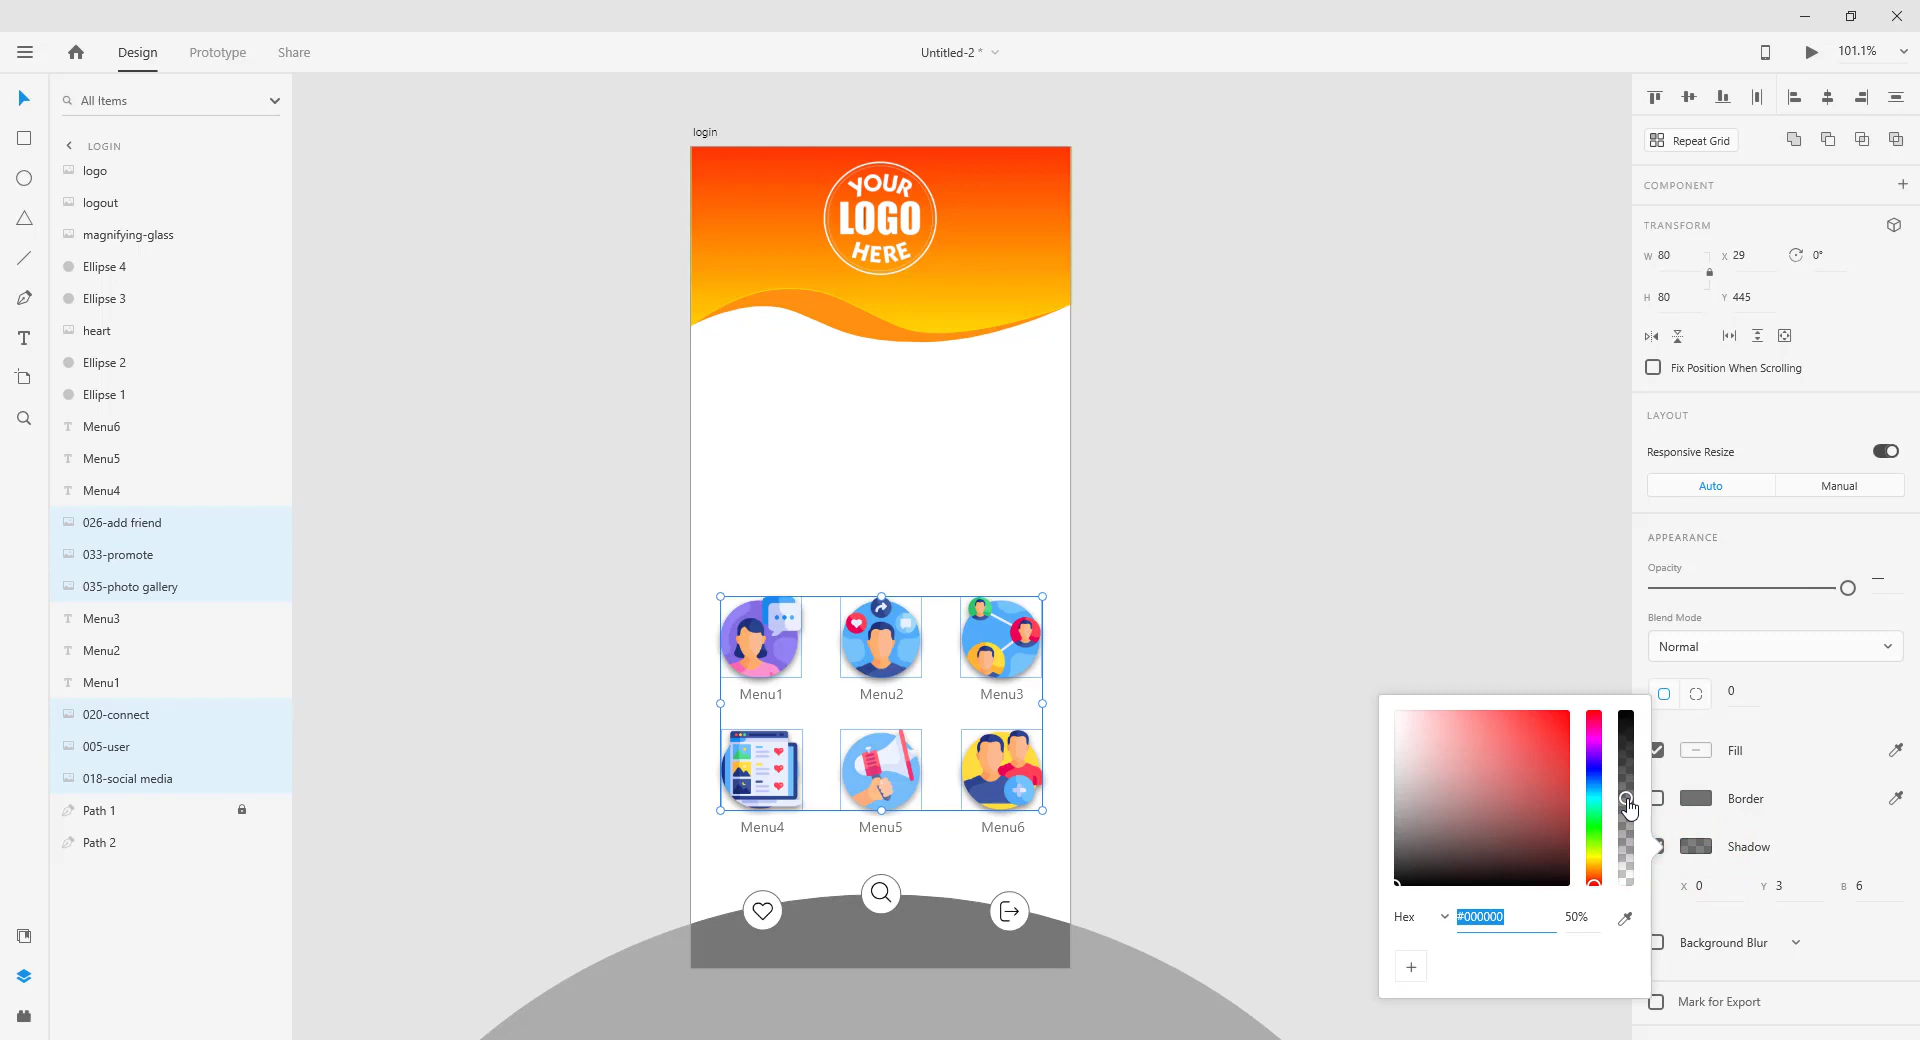 Design
Prototype
Share
Untitled-2 *
101.1%
All Items
LOGIN
logo
logout
magnifying-glass
Ellipse 4
Ellipse 3
heart
Ellipse 2
Ellipse 1
T Menu6
T Menu5
T Menu4
026-add friend
033-promote
035-photo gallery
T Menu3
T Menu2
T Menu1
020-connect
005-user
018-social media
Path 1
Path 2
login
YOUR
LOGO
HERE
Menu1
Menu2
Menu3
Menu4
Menu5
Menu6
Repeat Grid
COMPONENT
TRANSFORM
W 80
X 29
0°
H 80
Y 445
Fix Position When Scrolling
LAYOUT
Responsive Resize
Auto
Manual
APPEARANCE
Opacity
Blend Mode
Normal
0
Fill
Border
Shadow
X 0
Y 3
B 6
Background Blur
Mark for Export
Hex
#000000
50%